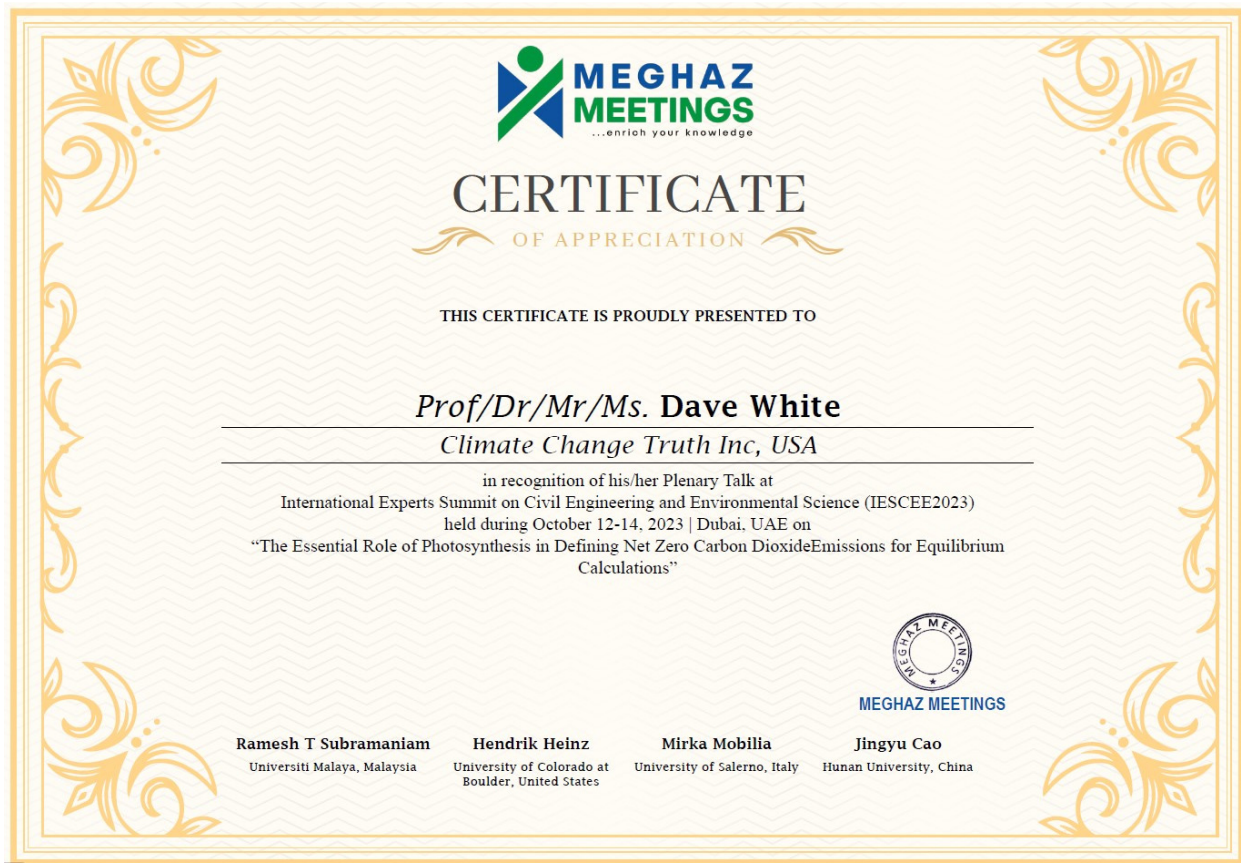 MEGHAZ
MEETINGS
...enrich your knowledge
CERTIFICATE
OF APPRECIATION
THIS CERTIFICATE IS PROUDLY PRESENTED TO
Prof/Dr/Mr/Ms. Dave White
Climate Change Truth Inc, USA
in recognition of his/her Plenary Talk at
International Experts Summit on Civil Engineering and Environmental Science (IESCEE2023)
held during October 12-14, 2023 | Dubai, UAE on
“The Essential Role of Photosynthesis in Defining Net Zero Carbon DioxideEmissions for Equilibrium
Calculations”
MEGHAZ MEETINGS
MEGHAZ MEETINGS
Ramesh T Subramaniam
Universiti Malaya, Malaysia
Hendrik Heinz
University of Colorado at
Boulder, United States
Mirka Mobilia
University of Salerno, Italy
Jingyu Cao
Hunan University, China